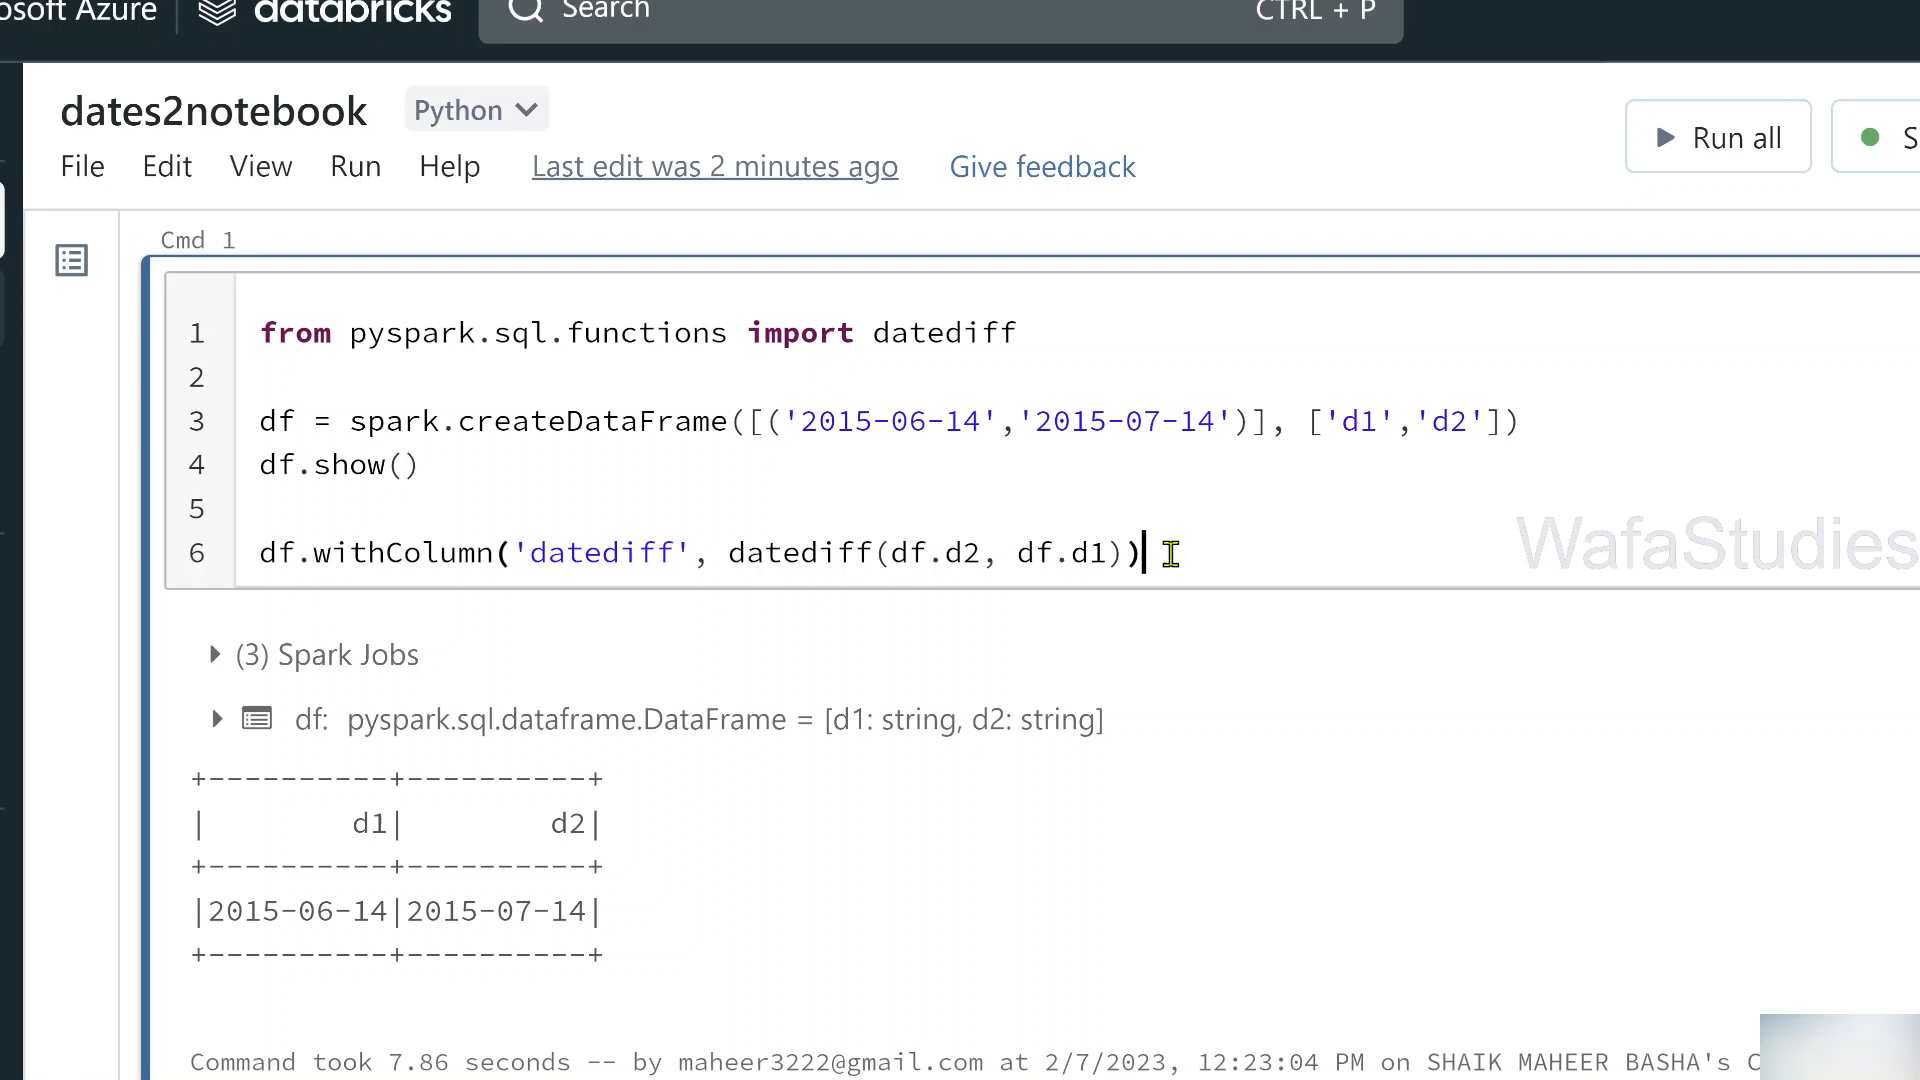 osoft Azure databricks Search CTRL + P
dates2notebook Python
File Edit View Run Help Last edit was 2 minutes ago Give feedback Run all S
Cmd 1
1 from pyspark.sql.functions import datediff
2
3 df = spark.createDataFrame([('2015-06-14','2015-07-14')], ['d1','d2'])
4 df.show()
5
6 df.withColumn('datediff', datediff(df.d2, df.d1))
WafaStudies
(3) Spark Jobs
df: pyspark.sql.dataframe.DataFrame = [d1: string, d2: string]
+----------+----------+
|        d1|        d2|
+----------+----------+
|2015-06-14|2015-07-14|
+----------+----------+
Command took 7.86 seconds -- by maheer3222@gmail.com at 2/7/2023, 12:23:04 PM on SHAIK MAHEER BASHA's C